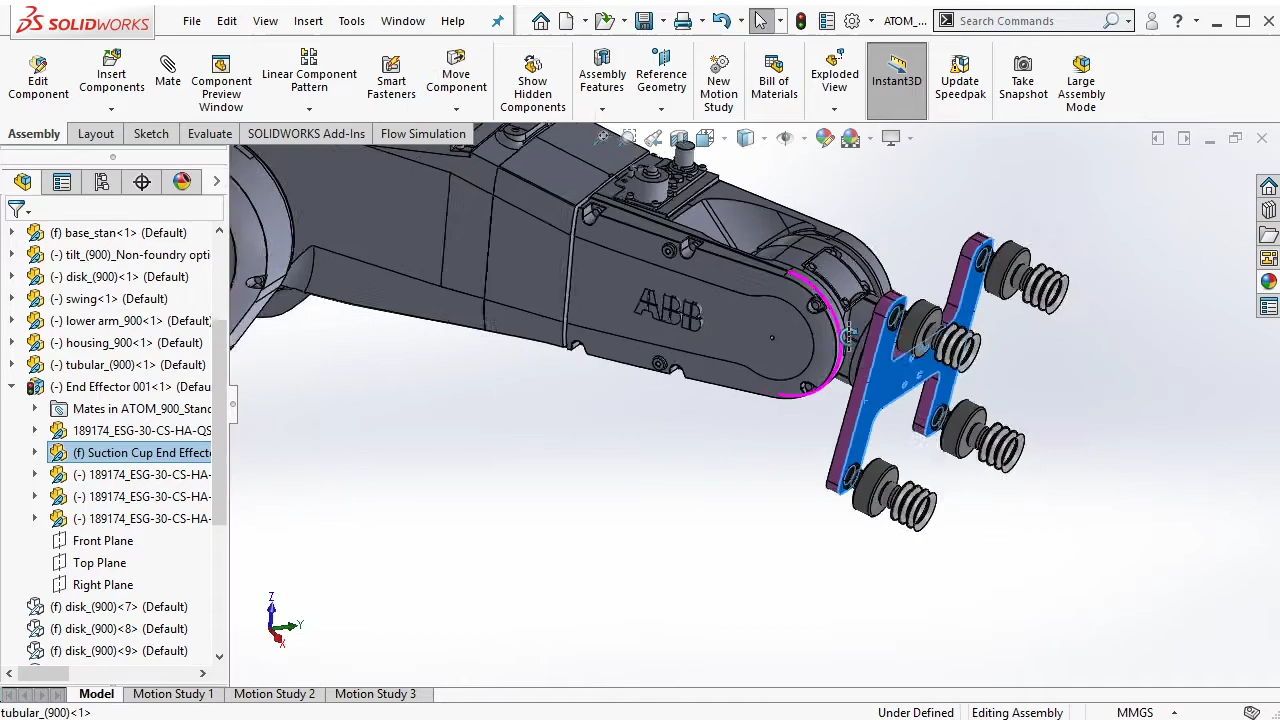 SOLIDWORKS
File Edit View Insert Tools Window Help
ATOM_...
Search Commands
Edit Component
Insert Components
Mate
Component Preview Window
Linear Component Pattern
Smart Fasteners
Move Component
Show Hidden Components
Assembly Features
Reference Geometry
New Motion Study
Bill of Materials
Exploded View
Instant3D
Update Speedpak
Take Snapshot
Large Assembly Mode
Assembly Layout Sketch Evaluate SOLIDWORKS Add-Ins Flow Simulation
(f) base_stan<1> (Default)
(-) tilt_(900)_Non-foundry opti
(-) disk_(900)<1> (Default)
(-) swing<1> (Default)
(-) lower arm_900<1> (Default)
(-) housing_900<1> (Default)
(-) tubular_(900)<1> (Default)
(-) End Effector 001<1> (Defau
Mates in ATOM_900_Stanc
189174_ESG-30-CS-HA-QS
(f) Suction Cup End Effecto
(-) 189174_ESG-30-CS-HA-
(-) 189174_ESG-30-CS-HA-
(-) 189174_ESG-30-CS-HA-
Front Plane
Top Plane
Right Plane
(f) disk_(900)<7> (Default)
(f) disk_(900)<8> (Default)
(f) disk_(900)<9> (Default)
ABB
Z
Y
X
Model Motion Study 1 Motion Study 2 Motion Study 3
tubular_(900)<1>
Under Defined Editing Assembly MMGS